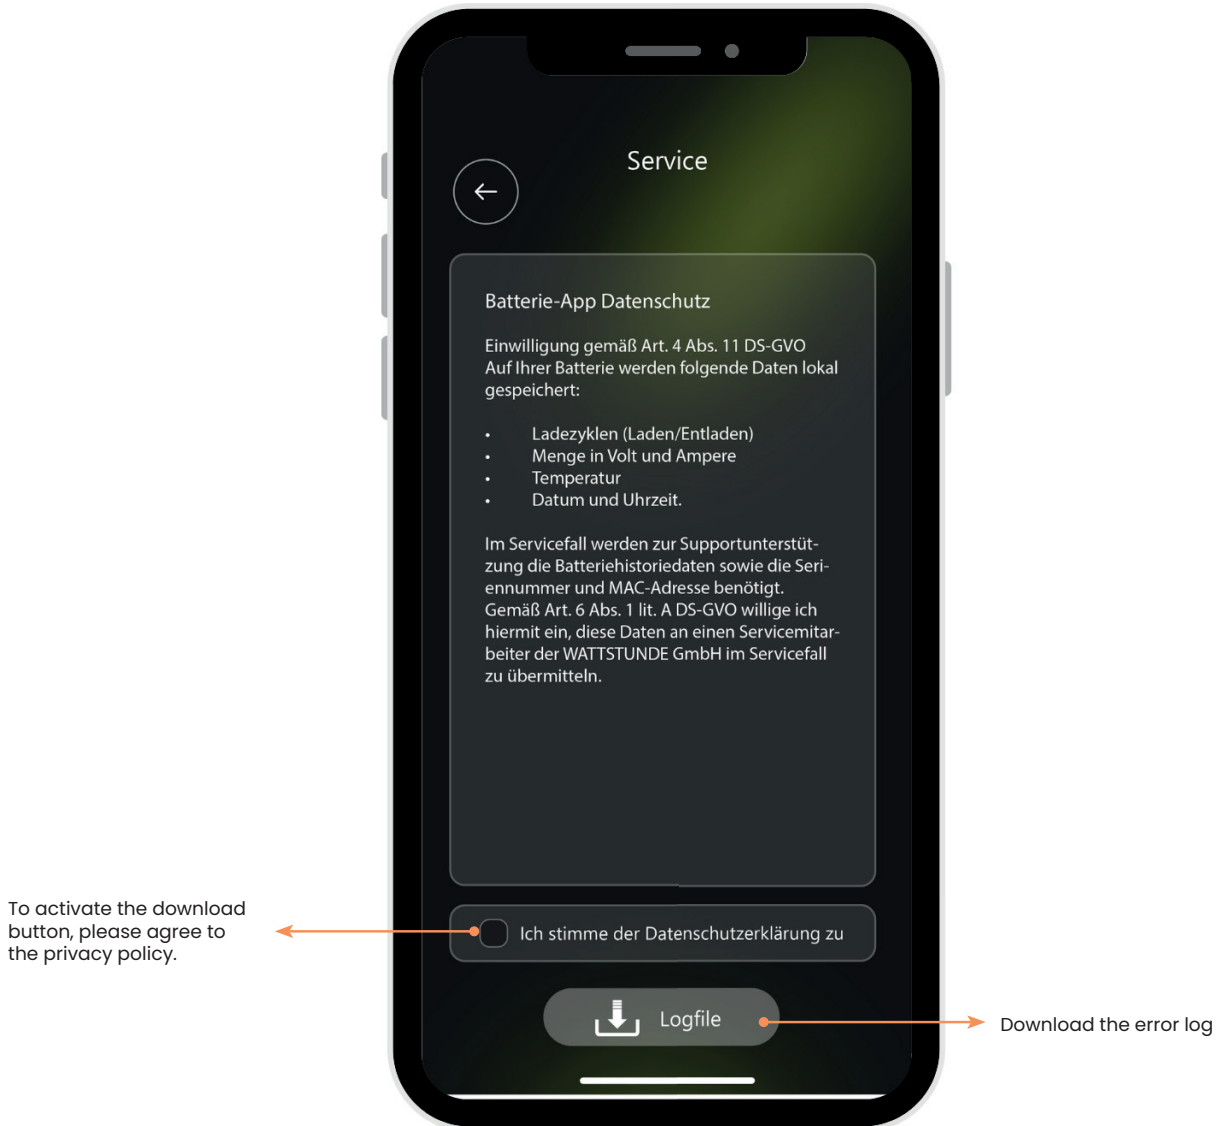 Service
Batterie-App Datenschutz
Einwilligung gemäß Art. 4 Abs. 11 DS-GVO
Auf Ihrer Batterie werden folgende Daten lokal
gespeichert:
• Ladezyklen (Laden/Entladen)
• Menge in Volt und Ampere
• Temperatur
• Datum und Uhrzeit.
Im Servicefall werden zur Supportunterstüt-
zung die Batteriehistoriedaten sowie die Seri-
ennummer und MAC-Adresse benötigt.
Gemäß Art. 6 Abs. 1 lit. A DS-GVO willige ich
hiermit ein, diese Daten an einen Servicemitar-
beiter der WATTSTUNDE GmbH im Servicefall
zu übermitteln.
To activate the download
button, please agree to
the privacy policy.
Ich stimme der Datenschutzerklärung zu
Logfile
Download the error log